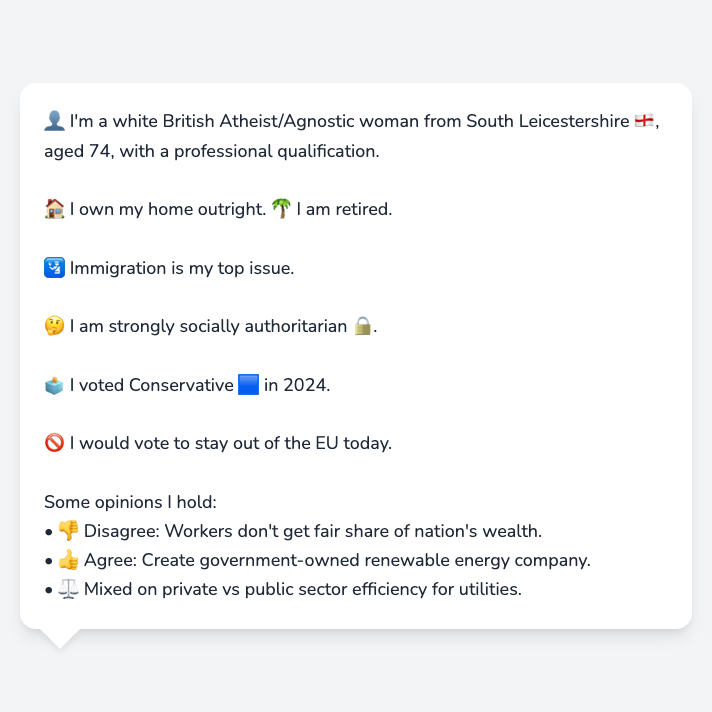 👤 I'm a white British Atheist/Agnostic woman from South Leicestershire 🏴󠁧󠁢󠁥󠁮󠁧󠁿,
aged 74, with a professional qualification.
🏠 I own my home outright. 🌴 I am retired.
🛂 Immigration is my top issue.
🤔 I am strongly socially authoritarian 🔒.
🗳️ I voted Conservative 🟦 in 2024.
🚫 I would vote to stay out of the EU today.
Some opinions I hold:
• 👎 Disagree: Workers don't get fair share of nation's wealth.
• 👍 Agree: Create government-owned renewable energy company.
• ⚖️ Mixed on private vs public sector efficiency for utilities.